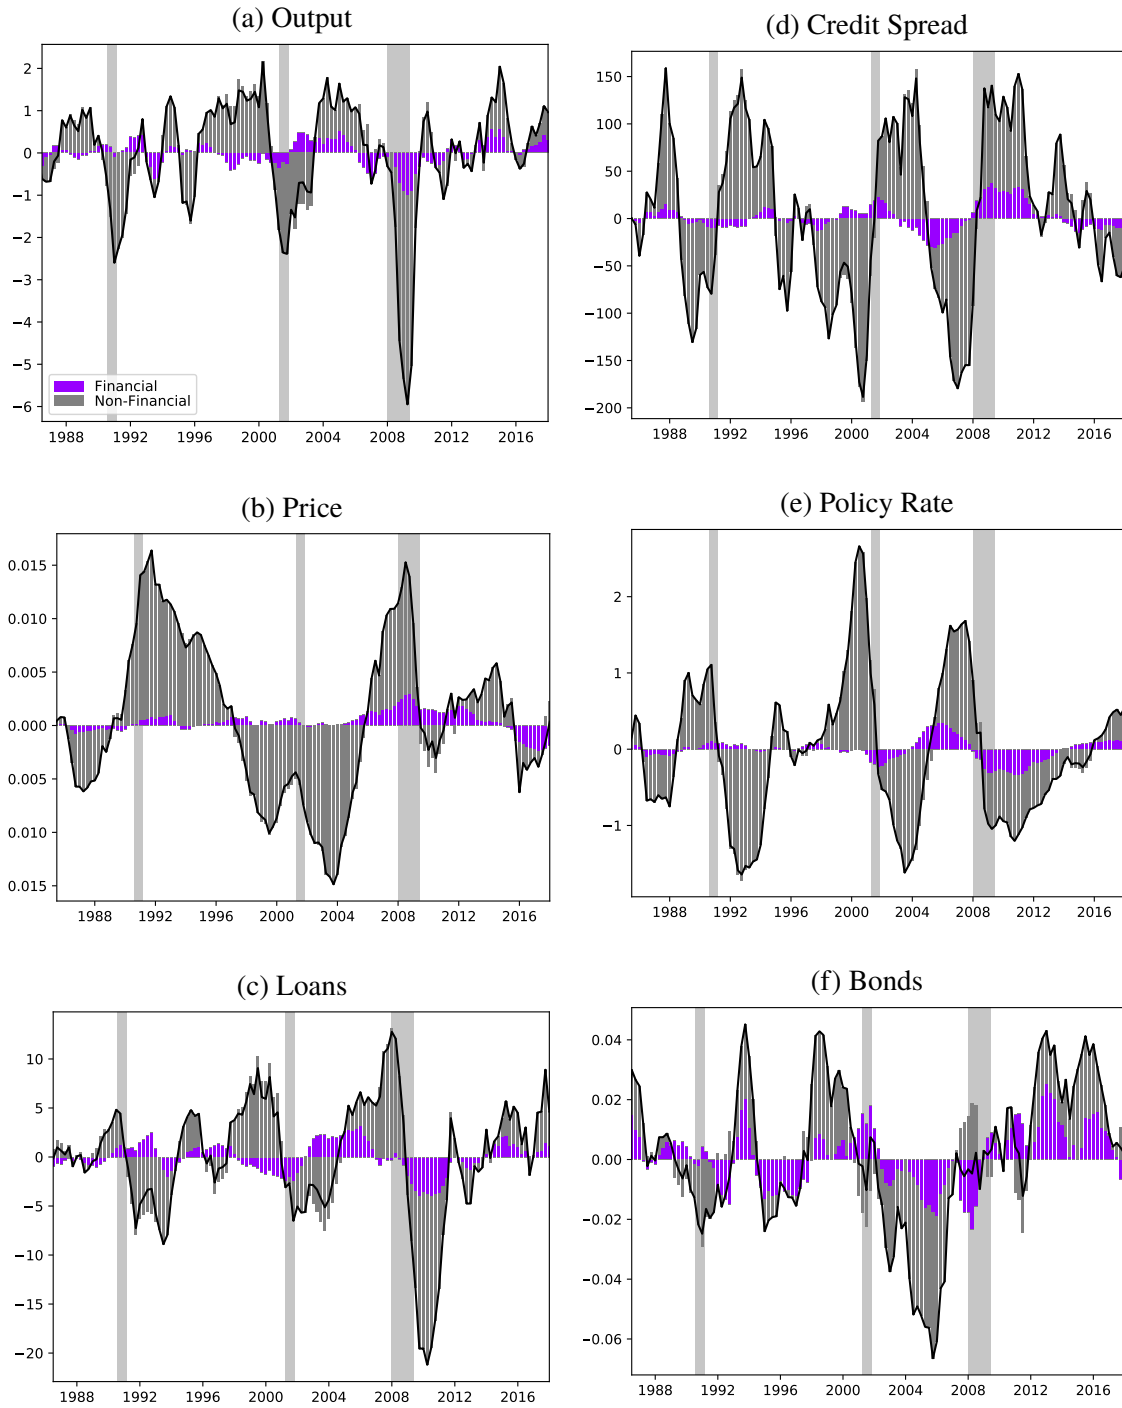 (a) Output
2
1
0
−1
−2
−3
−4
−5
−6
Financial
Non-Financial
1988 1992 1996 2000 2004 2008 2012 2016
(d) Credit Spread
150
100
50
0
−50
−100
−150
−200
1988 1992 1996 2000 2004 2008 2012 2016
(b) Price
0.015
0.010
0.005
0.000
0.005
0.010
0.015
1988 1992 1996 2000 2004 2008 2012 2016
(e) Policy Rate
2
1
0
−1
1988 1992 1996 2000 2004 2008 2012 2016
(c) Loans
10
5
0
−5
−10
−15
−20
1988 1992 1996 2000 2004 2008 2012 2016
(f) Bonds
0.04
0.02
0.00
−0.02
−0.04
−0.06
1988 1992 1996 2000 2004 2008 2012 2016